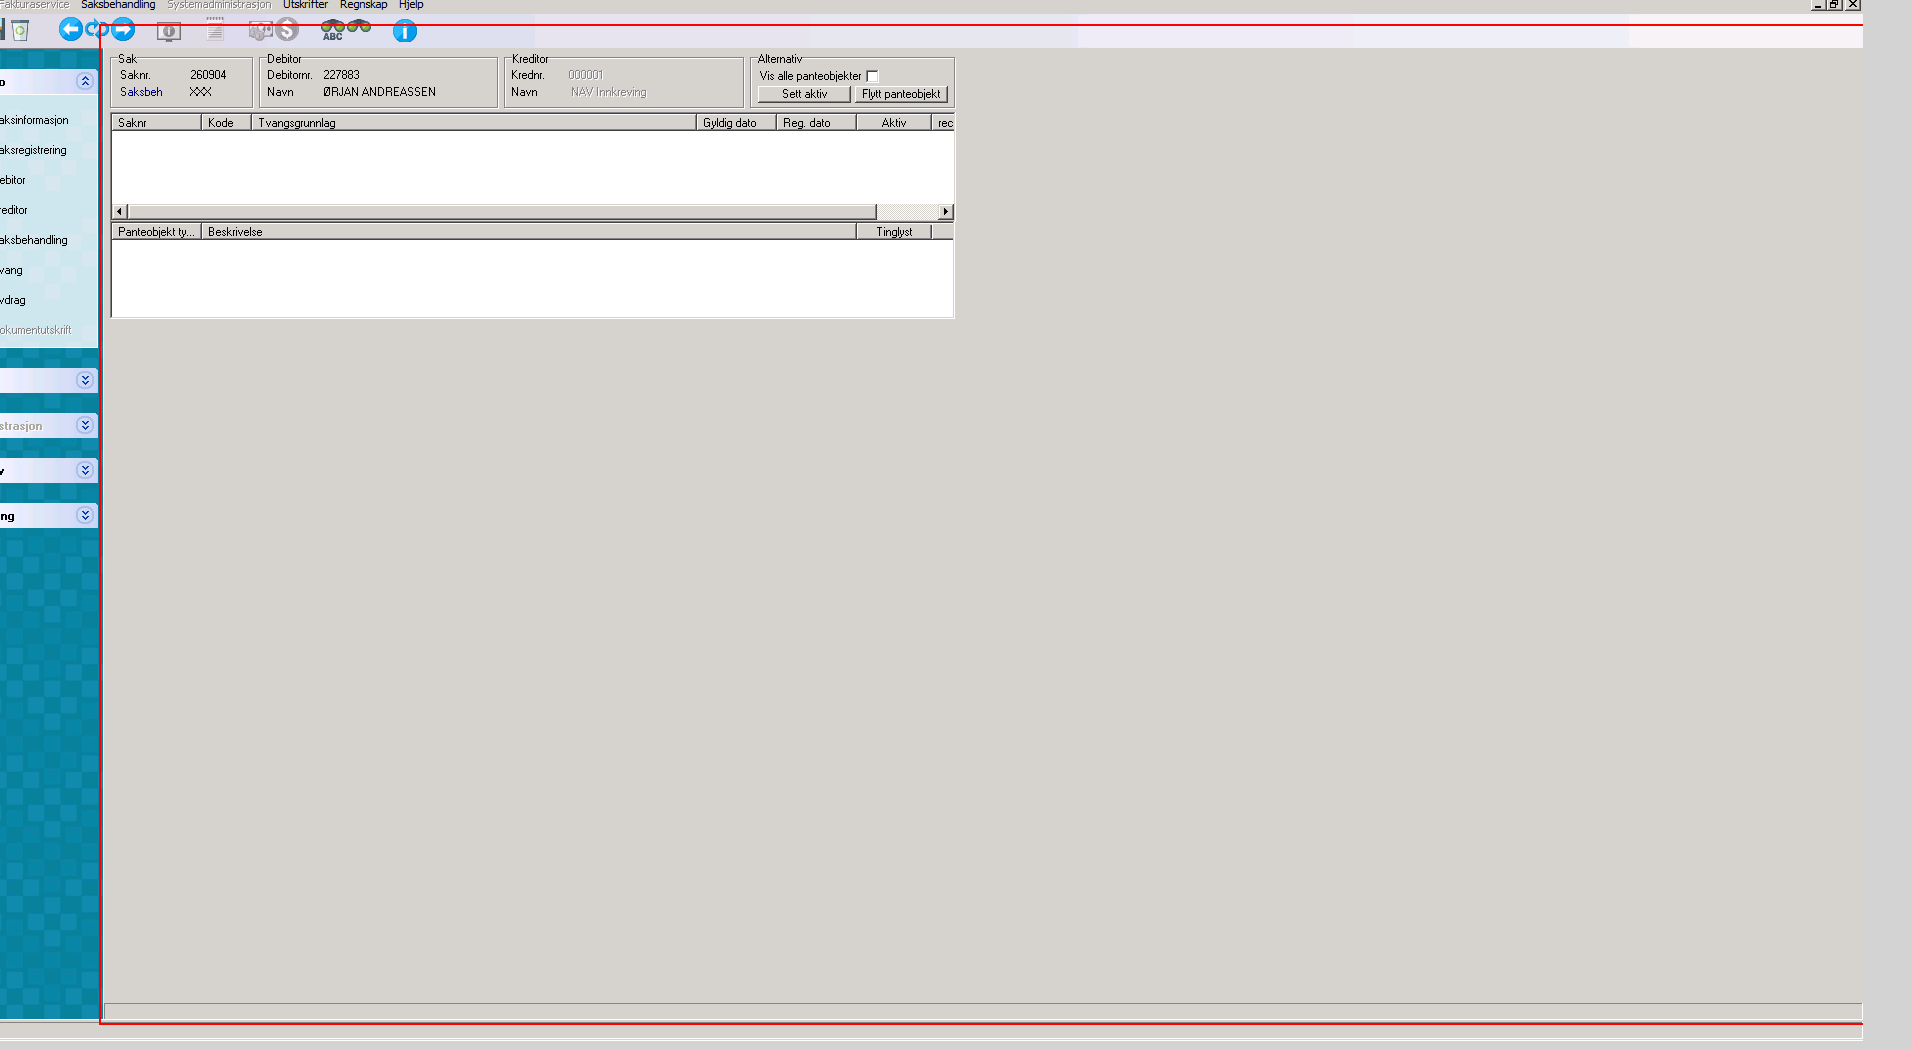 Fakturaservice Saksbehandling Systemadministrasjon Utskrifter Regnskap Hjelp
ABC
Sak Debitor Kreditor Alternativ
Saknr. 260904 Debitornr. 227883 Krednr. 000001 Vis alle panteobjekter
Saksbeh XXX Navn ØRJAN ANDREASSEN Navn NAV Innkreving Sett aktiv Flytt panteobjekt
Saknr Kode Tvangsgrunnlag Gyldig dato Reg. dato Aktiv rec
Panteobjekt ty... Beskrivelse Tinglyst
o
aksinformasjon
aksregistrering
ebitor
reditor
aksbehandling
vang
vdrag
okumentutskrift
strasjon
v
ng